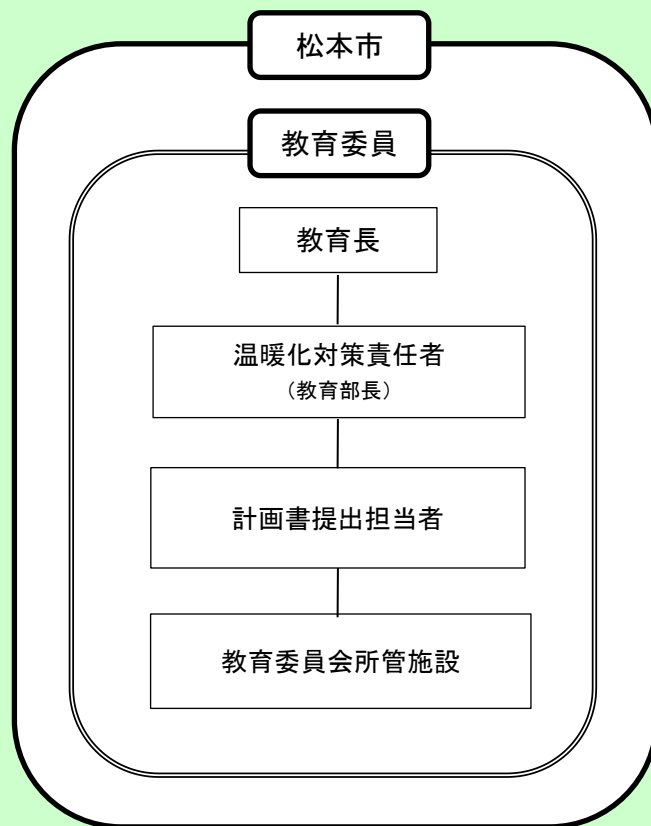 松本市
教育委員
教育長
温暖化対策責任者
（教育部長）
計画書提出担当者
教育委員会所管施設